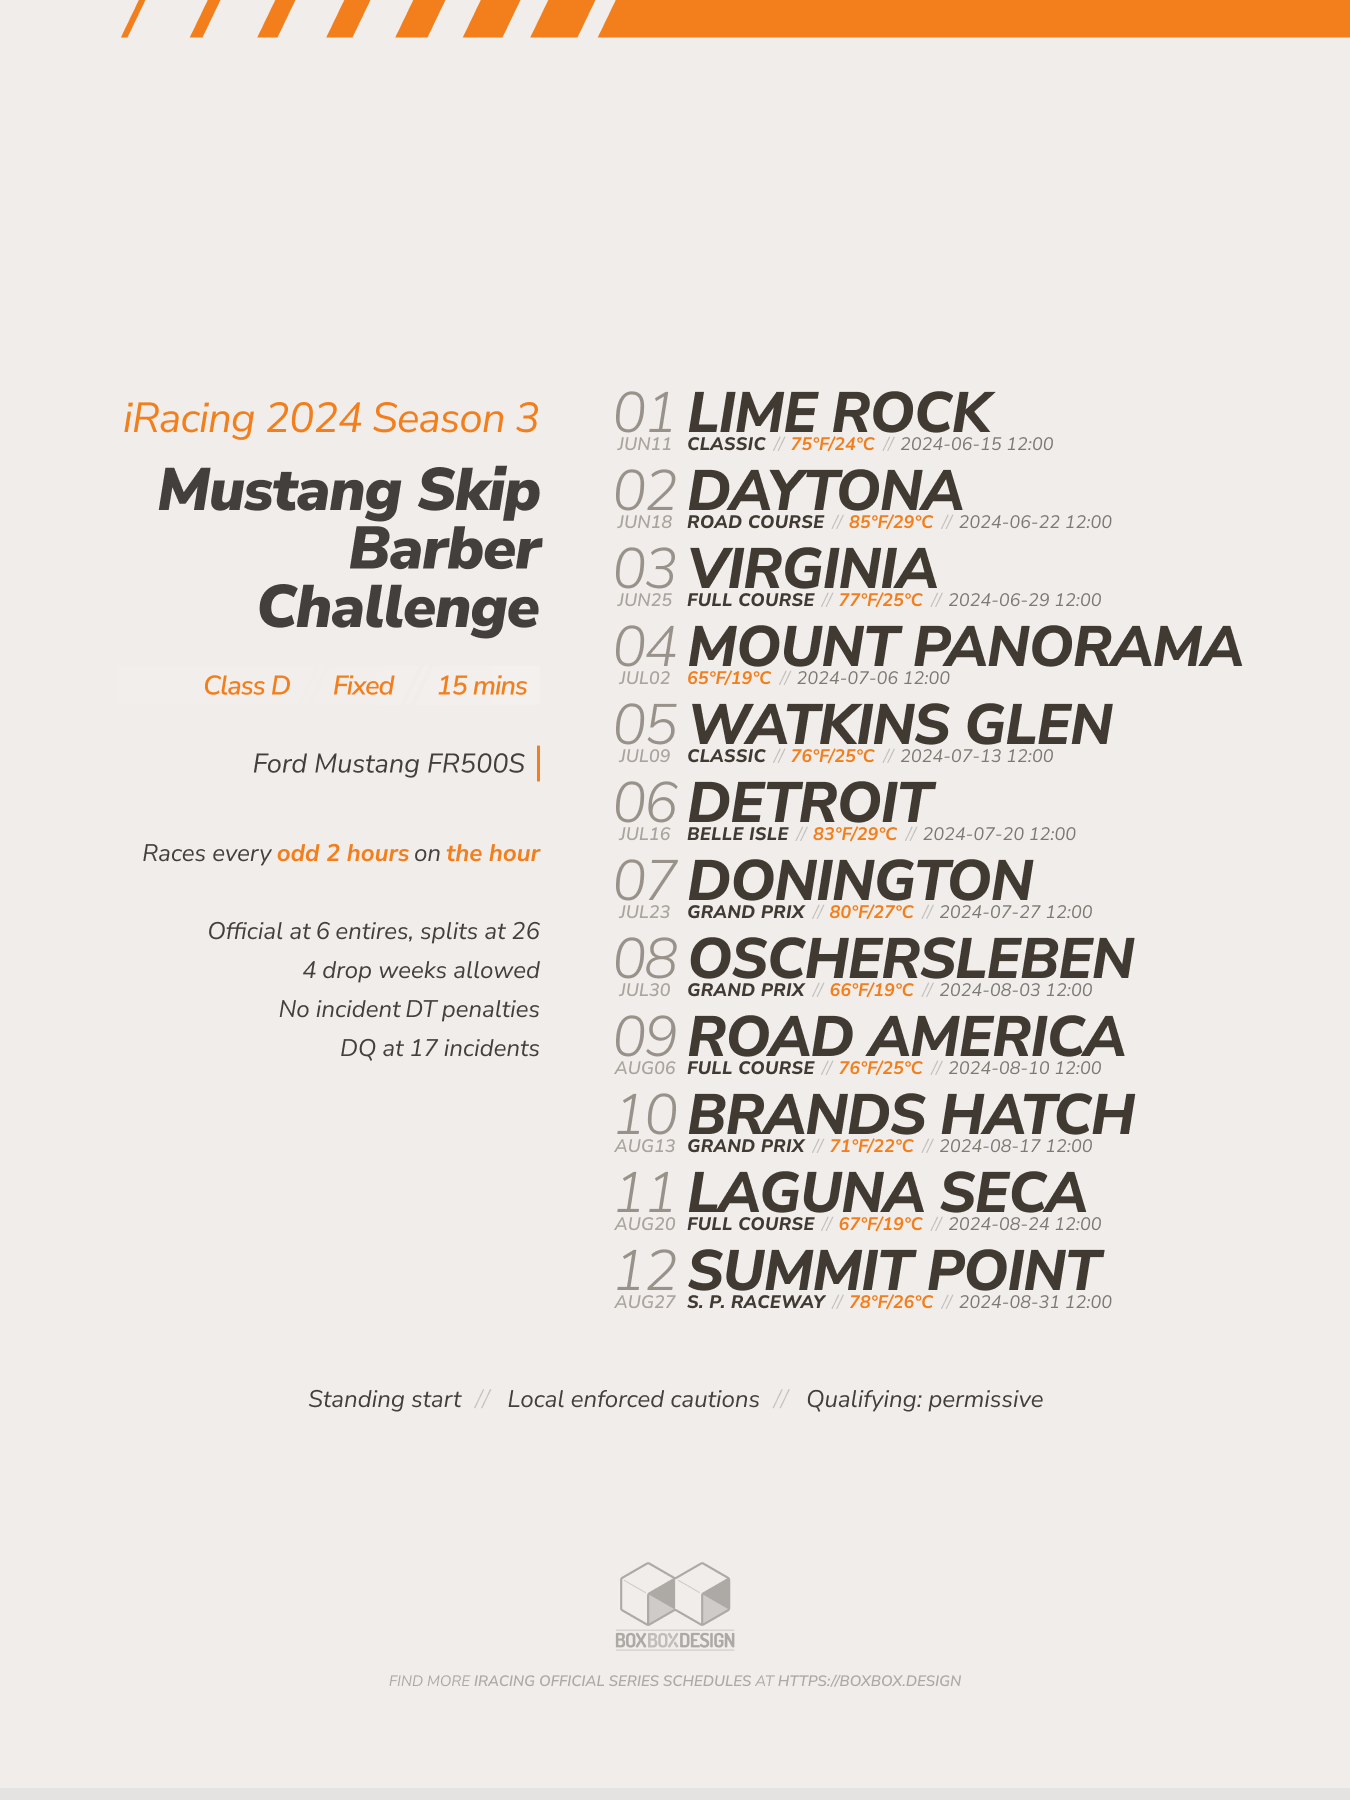 iRacing 2024 Season 3
Mustang Skip
Barber
Challenge
Class D Fixed 15 mins
Ford Mustang FR500S
Races every odd 2 hours on the hour
Official at 6 entires, splits at 26
4 drop weeks allowed
No incident DT penalties
DQ at 17 incidents
01 LIME ROCK
JUN11 CLASSIC // 75°F/24°C // 2024-06-15 12:00
02 DAYTONA
JUN18 ROAD COURSE // 85°F/29°C // 2024-06-22 12:00
03 VIRGINIA
JUN25 FULL COURSE // 77°F/25°C // 2024-06-29 12:00
04 MOUNT PANORAMA
JUL02 65°F/19°C // 2024-07-06 12:00
05 WATKINS GLEN
JUL09 CLASSIC // 76°F/25°C // 2024-07-13 12:00
06 DETROIT
JUL16 BELLE ISLE // 83°F/29°C // 2024-07-20 12:00
07 DONINGTON
JUL23 GRAND PRIX // 80°F/27°C // 2024-07-27 12:00
08 OSCHERSLEBEN
JUL30 GRAND PRIX // 66°F/19°C // 2024-08-03 12:00
09 ROAD AMERICA
AUG06 FULL COURSE // 76°F/25°C // 2024-08-10 12:00
10 BRANDS HATCH
AUG13 GRAND PRIX // 71°F/22°C // 2024-08-17 12:00
11 LAGUNA SECA
AUG20 FULL COURSE // 67°F/19°C // 2024-08-24 12:00
12 SUMMIT POINT
AUG27 S. P. RACEWAY // 78°F/26°C // 2024-08-31 12:00
Standing start // Local enforced cautions // Qualifying: permissive
BOXBOXDESIGN
FIND MORE IRACING OFFICIAL SERIES SCHEDULES AT HTTPS://BOXBOX.DESIGN